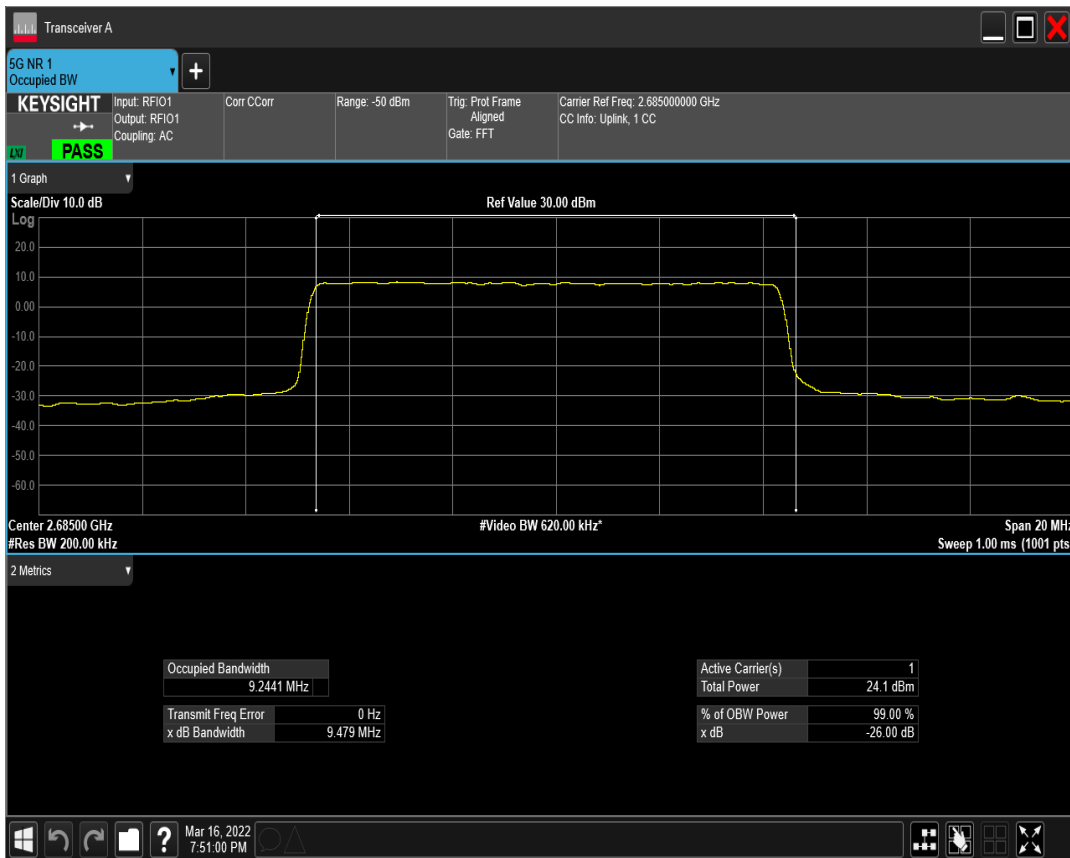 Transceiver A
5G NR 1
Occupied BW
+
KEYSIGHT
LXI
PASS
Input: RFIO1
Output: RFIO1
Coupling: AC
Corr CCorr
Range: -50 dBm
Trig: Prot Frame
Aligned
Gate: FFT
Carrier Ref Freq: 2.685000000 GHz
CC Info: Uplink, 1 CC
1 Graph
Scale/Div 10.0 dB
Ref Value 30.00 dBm
Log
20.0
10.0
0.00
-10.0
-20.0
-30.0
-40.0
-50.0
-60.0
Center 2.68500 GHz
#Video BW 620.00 kHz*
Span 20 MHz
#Res BW 200.00 kHz
Sweep 1.00 ms (1001 pts
2 Metrics
Occupied Bandwidth
9.2441 MHz
Transmit Freq Error 0 Hz
x dB Bandwidth 9.479 MHz
Active Carrier(s) 1
Total Power 24.1 dBm
% of OBW Power 99.00 %
x dB -26.00 dB
?
Mar 16, 2022
7:51:00 PM